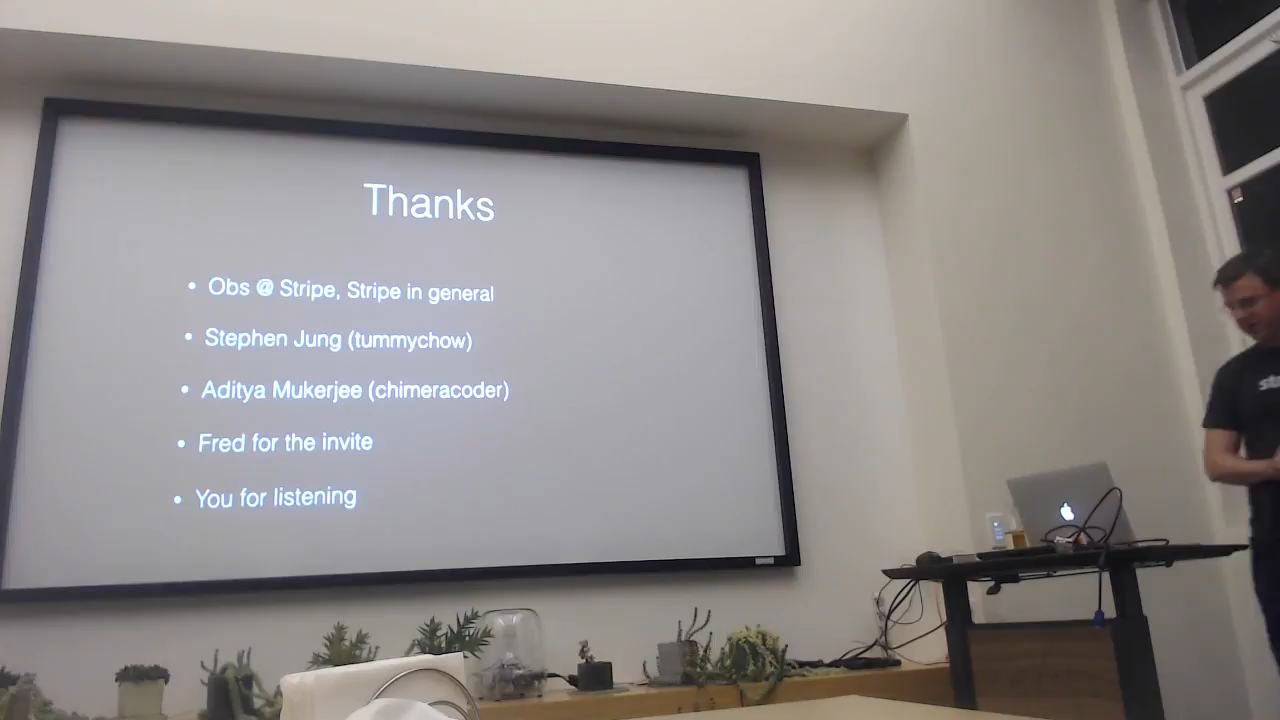 Thanks
• Obs @ Stripe, Stripe in general
• Stephen Jung (tummychow)
• Aditya Mukerjee (chimeracoder)
• Fred for the invite
• You for listening